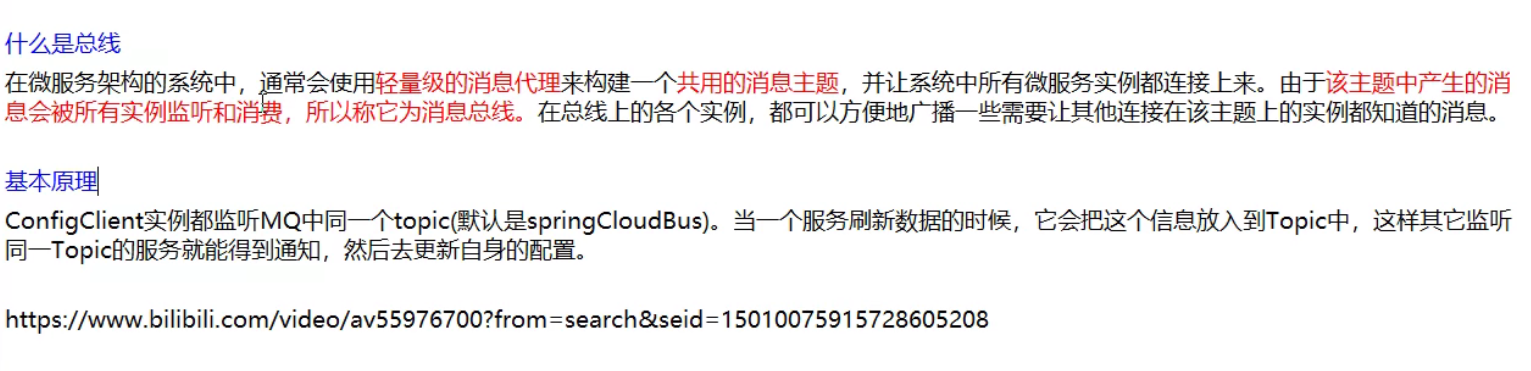 什么是总线
在微服务架构的系统中，通常会使用轻量级的消息代理来构建一个共用的消息主题，并让系统中所有微服务实例都连接上来。由于该主题中产生的消
息会被所有实例监听和消费，所以称它为消息总线。在总线上的各个实例，都可以方便地广播一些需要让其他连接在该主题上的实例都知道的消息。
基本原理
ConfigClient实例都监听MQ中同一个topic(默认是springCloudBus)。当一个服务刷新数据的时候，它会把这个信息放入到Topic中，这样其它监听
同一Topic的服务就能得到通知，然后去更新自身的配置。
https://www.bilibili.com/video/av55976700?from=search&seid=15010075915728605208